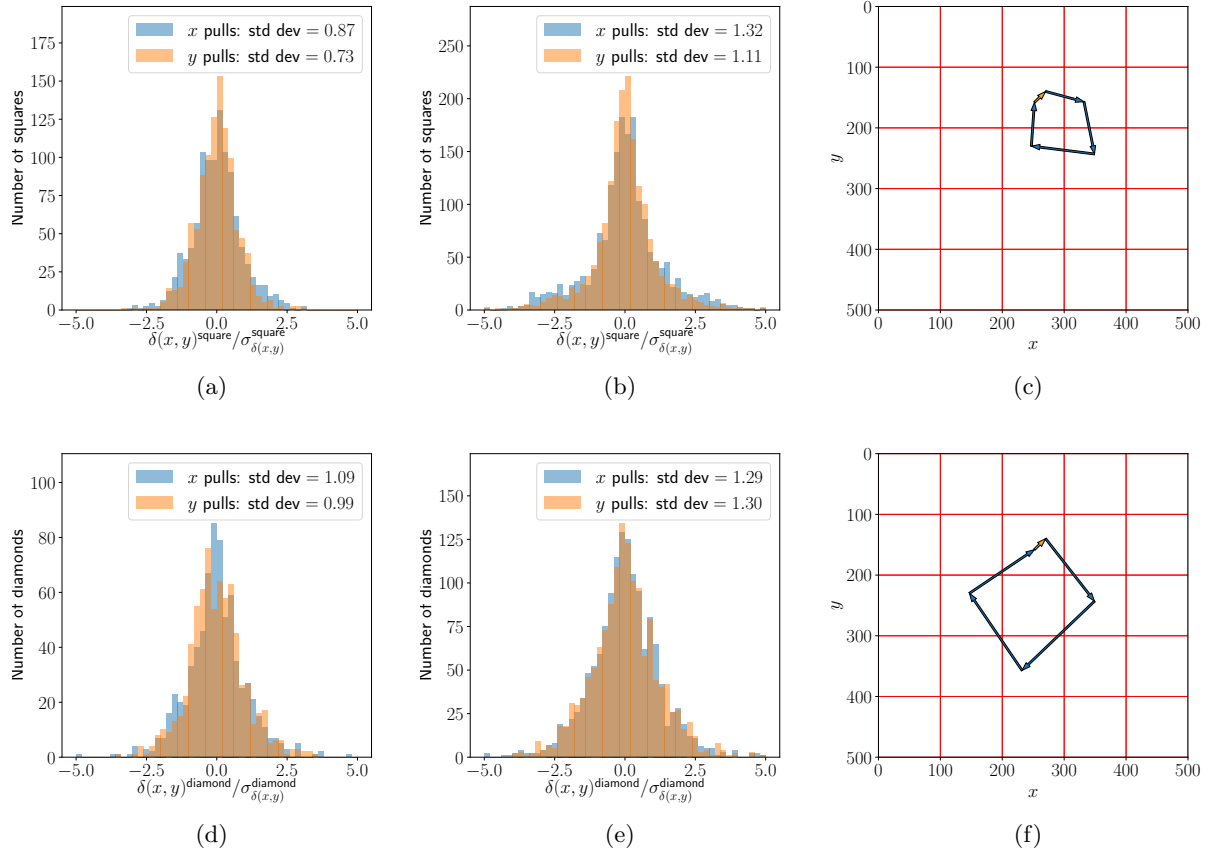 x pulls: std dev = 0.87
y pulls: std dev = 0.73
Number of squares
175
150
125
100
75
50
25
0
−5.0 −2.5 0.0 2.5 5.0
δ(x, y)^square/σ^square_δ(x,y)
(a)
x pulls: std dev = 1.32
y pulls: std dev = 1.11
Number of squares
250
200
150
100
50
0
−5.0 −2.5 0.0 2.5 5.0
δ(x, y)^square/σ^square_δ(x,y)
(b)
0
100
200
300
400
500
y
0 100 200 300 400 500
x
(c)
x pulls: std dev = 1.09
y pulls: std dev = 0.99
Number of diamonds
100
80
60
40
20
0
−5.0 −2.5 0.0 2.5 5.0
δ(x, y)^diamond/σ^diamond_δ(x,y)
(d)
x pulls: std dev = 1.29
y pulls: std dev = 1.30
Number of diamonds
150
125
100
75
50
25
0
−5.0 −2.5 0.0 2.5 5.0
δ(x, y)^diamond/σ^diamond_δ(x,y)
(e)
0
100
200
300
400
500
y
0 100 200 300 400 500
x
(f)